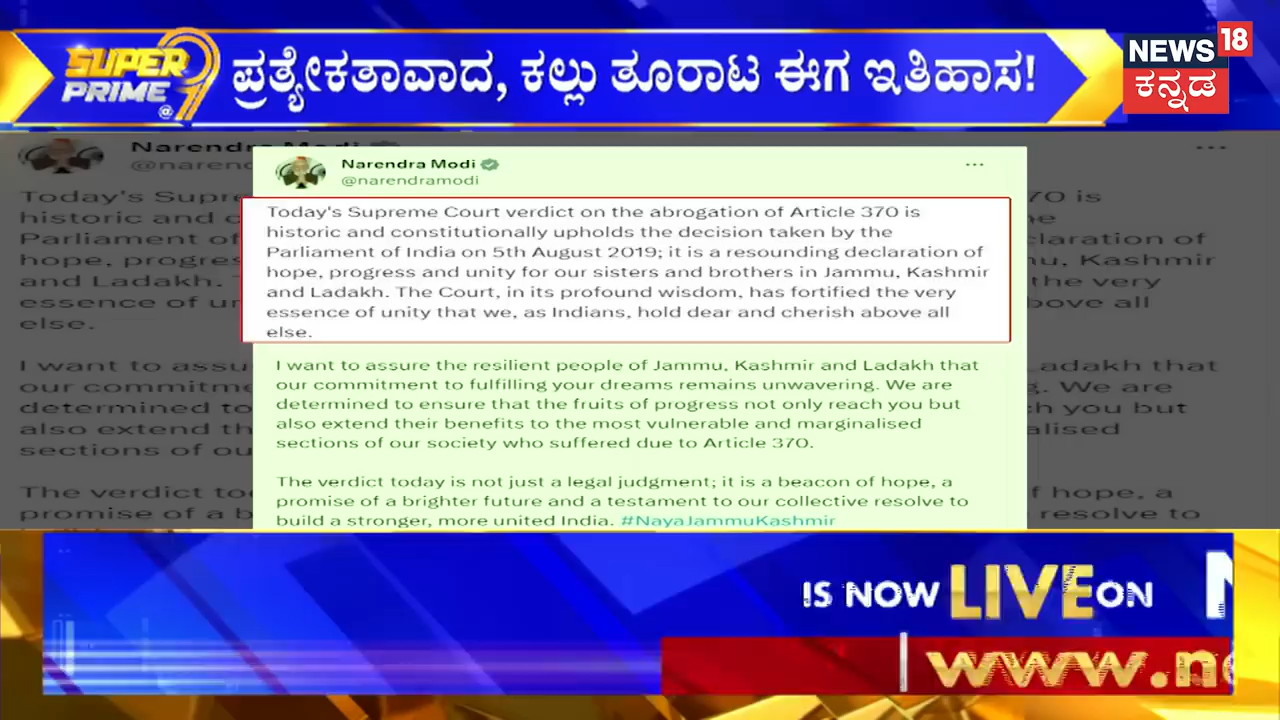 SUPER PRIME @ 9
ಪ್ರತ್ಯೇಕತಾವಾದ, ಕಲ್ಲು ತೂರಾಟ ಈಗ ಇತಿಹಾಸ!
NEWS 18
ಕನ್ನಡ
Narendra Modi
@narendramodi
Today's Supreme Court verdict on the abrogation of Article 370 is
historic and constitutionally upholds the decision taken by the
Parliament of India on 5th August 2019; it is a resounding declaration of
hope, progress and unity for our sisters and brothers in Jammu, Kashmir
and Ladakh. The Court, in its profound wisdom, has fortified the very
essence of unity that we, as Indians, hold dear and cherish above all
else.
I want to assure the resilient people of Jammu, Kashmir and Ladakh that
our commitment to fulfilling your dreams remains unwavering. We are
determined to ensure that the fruits of progress not only reach you but
also extend their benefits to the most vulnerable and marginalised
sections of our society who suffered due to Article 370.
The verdict today is not just a legal judgment; it is a beacon of hope, a
promise of a brighter future and a testament to our collective resolve to
build a stronger, more united India. #NayaJammuKashmir
IS NOW LIVE ON
www.n